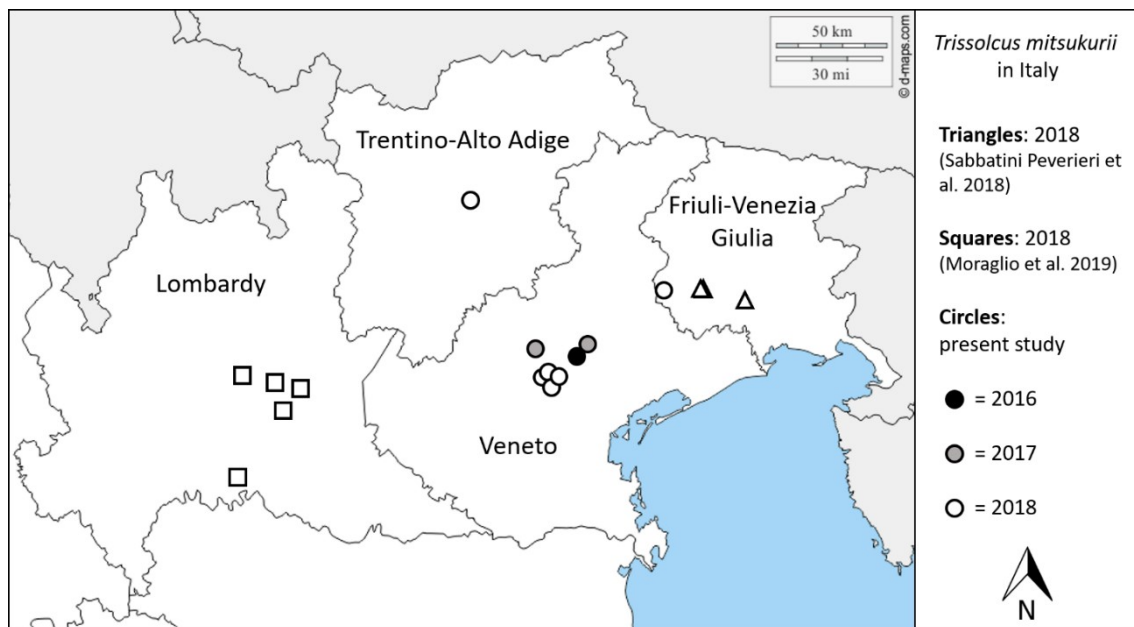 50 km
30 mi
© d-maps.com
Trentino-Alto Adige
Friuli-Venezia
Giulia
Lombardy
Veneto
Trissolcus mitsukurii
in Italy
Triangles: 2018
(Sabbatini Peverieri et
al. 2018)
Squares: 2018
(Moraglio et al. 2019)
Circles:
present study
= 2016
= 2017
= 2018
N